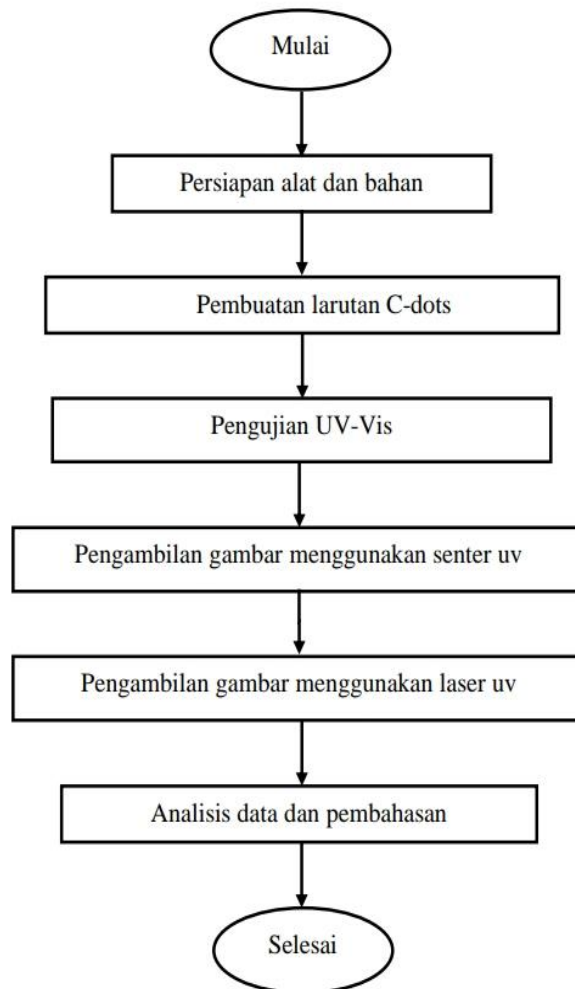 Mulai
Persiapan alat dan bahan
Pembuatan larutan C-dots
Pengujian UV-Vis
Pengambilan gambar menggunakan senter uv
Pengambilan gambar menggunakan laser uv
Analisis data dan pembahasan
Selesai